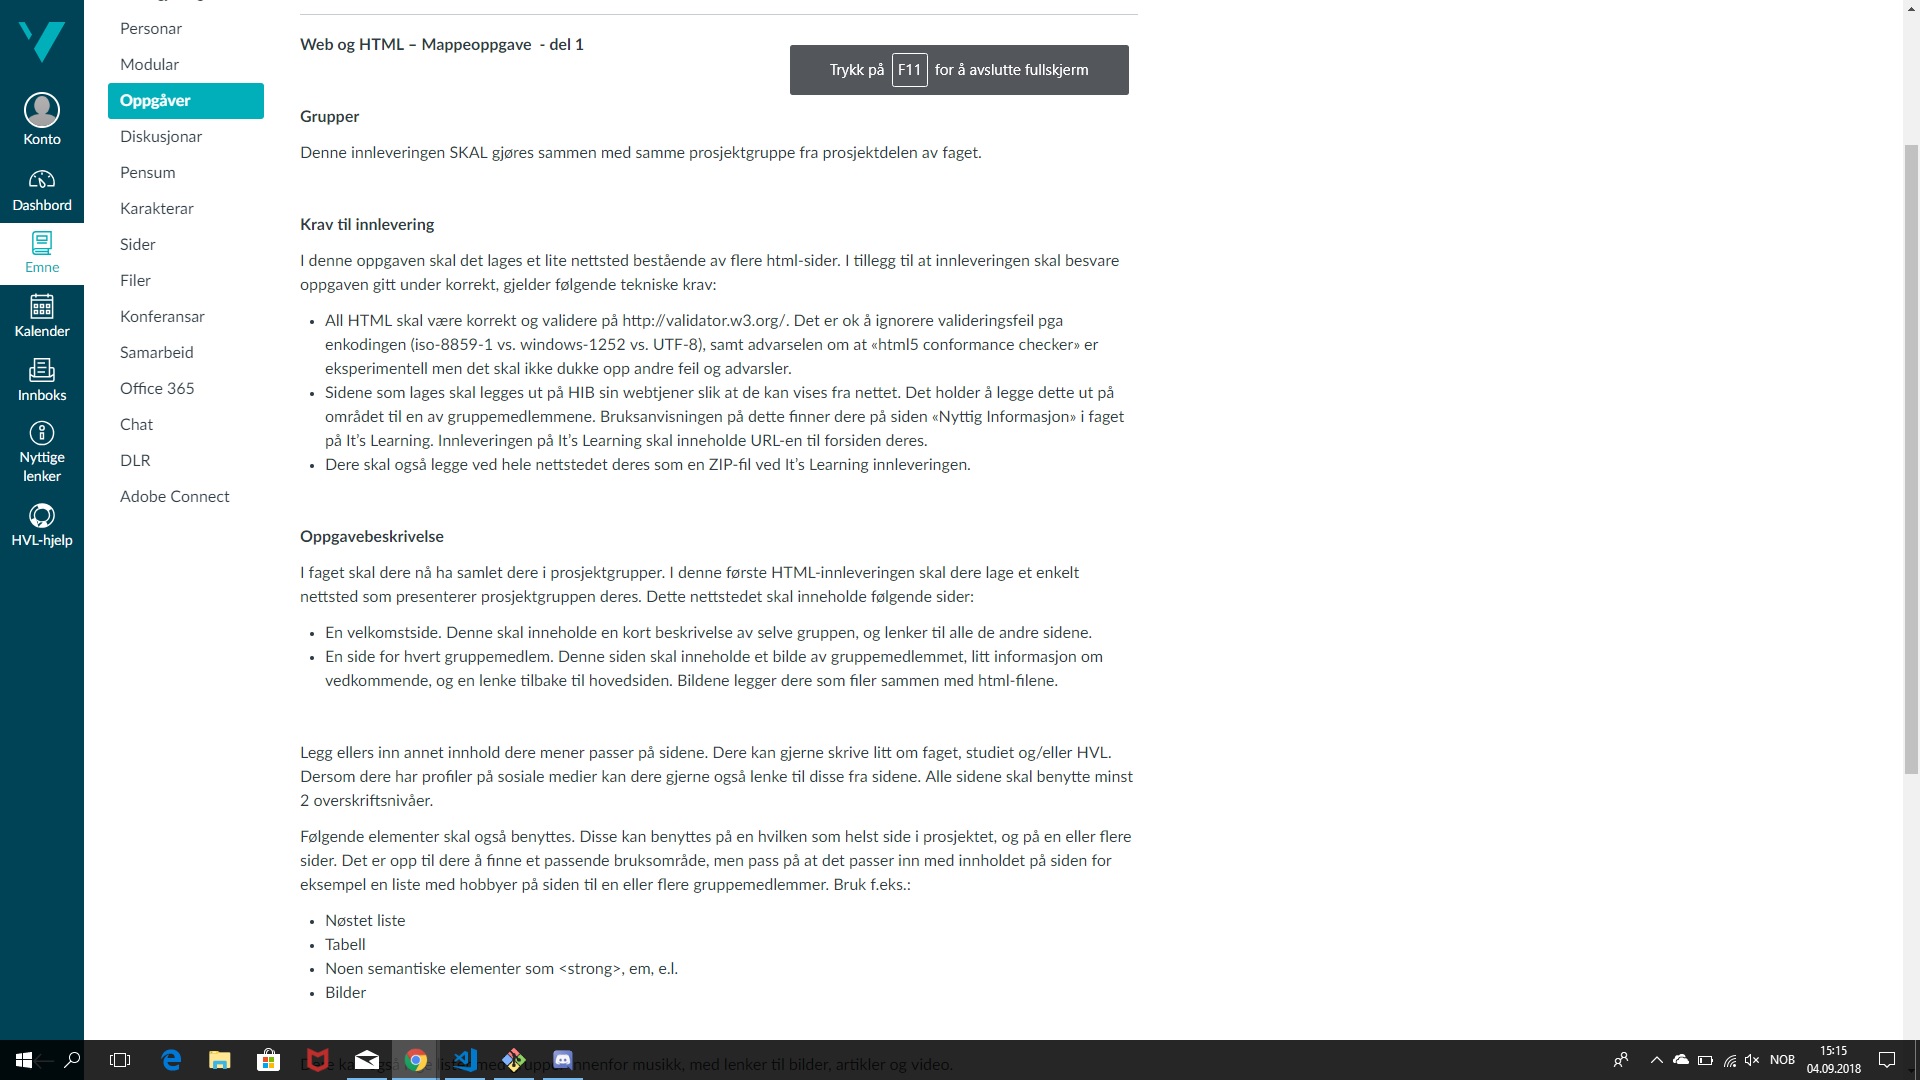 Konto
Dashbord
Emne
Kalender
Innboks
Nyttige
lenker
HVL-hjelp
Personar
Modular
Oppgåver
Diskusjonar
Pensum
Karakterar
Sider
Filer
Konferansar
Samarbeid
Office 365
Chat
DLR
Adobe Connect
Web og HTML – Mappeoppgave - del 1
Trykk på F11 for å avslutte fullskjerm
Grupper
Denne innleveringen SKAL gjøres sammen med samme prosjektgruppe fra prosjektdelen av faget.
Krav til innlevering
I denne oppgaven skal det lages et lite nettsted bestående av flere html-sider. I tillegg til at innleveringen skal besvare
oppgaven gitt under korrekt, gjelder følgende tekniske krav:
• All HTML skal være korrekt og validere på http://validator.w3.org/. Det er ok å ignorere valideringsfeil pga
enkodingen (iso-8859-1 vs. windows-1252 vs. UTF-8), samt advarselen om at «html5 conformance checker» er
eksperimentell men det skal ikke dukke opp andre feil og advarsler.
• Sidene som lages skal legges ut på HIB sin webtjener slik at de kan vises fra nettet. Det holder å legge dette ut på
området til en av gruppemedlemmene. Bruksanvisningen på dette finner dere på siden «Nyttig Informasjon» i faget
på It’s Learning. Innleveringen på It’s Learning skal inneholde URL-en til forsiden deres.
• Dere skal også legge ved hele nettstedet deres som en ZIP-fil ved It’s Learning innleveringen.
Oppgavebeskrivelse
I faget skal dere nå ha samlet dere i prosjektgrupper. I denne første HTML-innleveringen skal dere lage et enkelt
nettsted som presenterer prosjektgruppen deres. Dette nettstedet skal inneholde følgende sider:
• En velkomstside. Denne skal inneholde en kort beskrivelse av selve gruppen, og lenker til alle de andre sidene.
• En side for hvert gruppemedlem. Denne siden skal inneholde et bilde av gruppemedlemmet, litt informasjon om
vedkommende, og en lenke tilbake til hovedsiden. Bildene legger dere som filer sammen med html-filene.
Legg ellers inn annet innhold dere mener passer på sidene. Dere kan gjerne skrive litt om faget, studiet og/eller HVL.
Dersom dere har profiler på sosiale medier kan dere gjerne også lenke til disse fra sidene. Alle sidene skal benytte minst
2 overskriftsnivåer.
Følgende elementer skal også benyttes. Disse kan benyttes på en hvilken som helst side i prosjektet, og på en eller flere
sider. Det er opp til dere å finne et passende bruksområde, men pass på at det passer inn med innholdet på siden for
eksempel en liste med hobbyer på siden til en eller flere gruppemedlemmer. Bruk f.eks.:
• Nøstet liste
• Tabell
• Noen semantiske elementer som <strong>, em, e.l.
• Bilder
innenfor musikk, med lenker til bilder, artikler og video.
NOB
15:15
04.09.2018